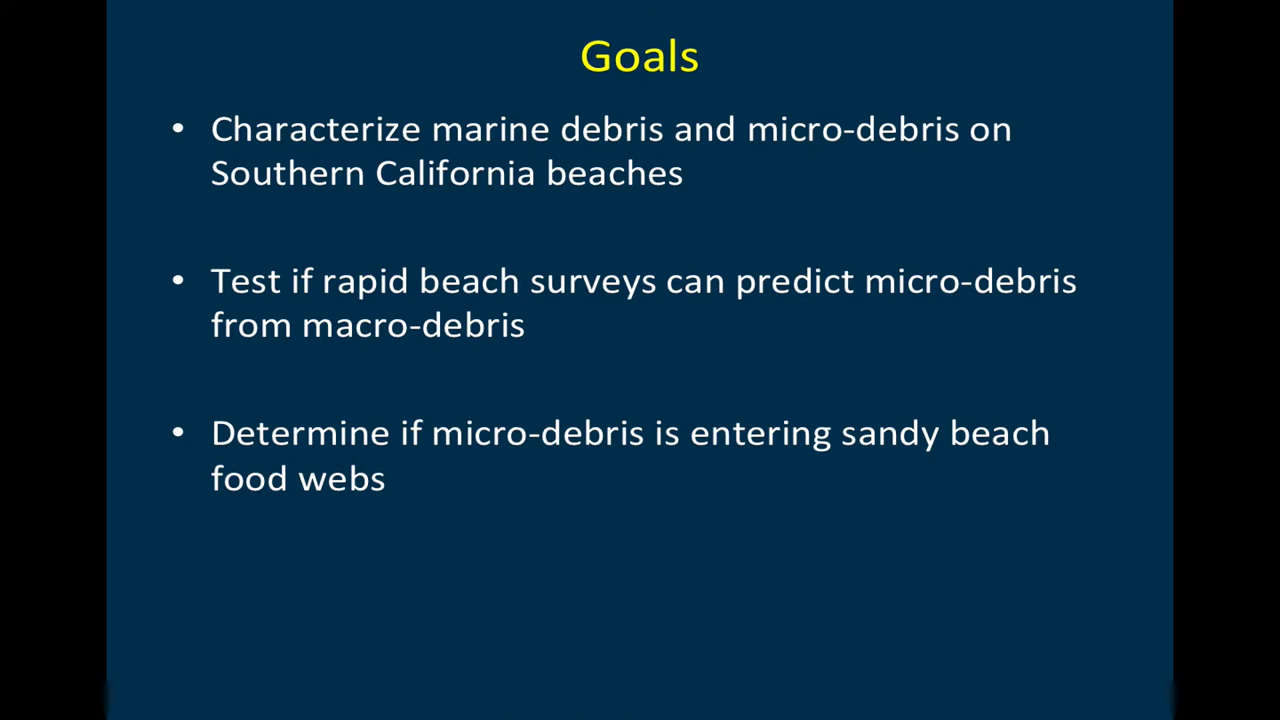 Goals
• Characterize marine debris and micro-debris on
Southern California beaches
• Test if rapid beach surveys can predict micro-debris
from macro-debris
• Determine if micro-debris is entering sandy beach
food webs